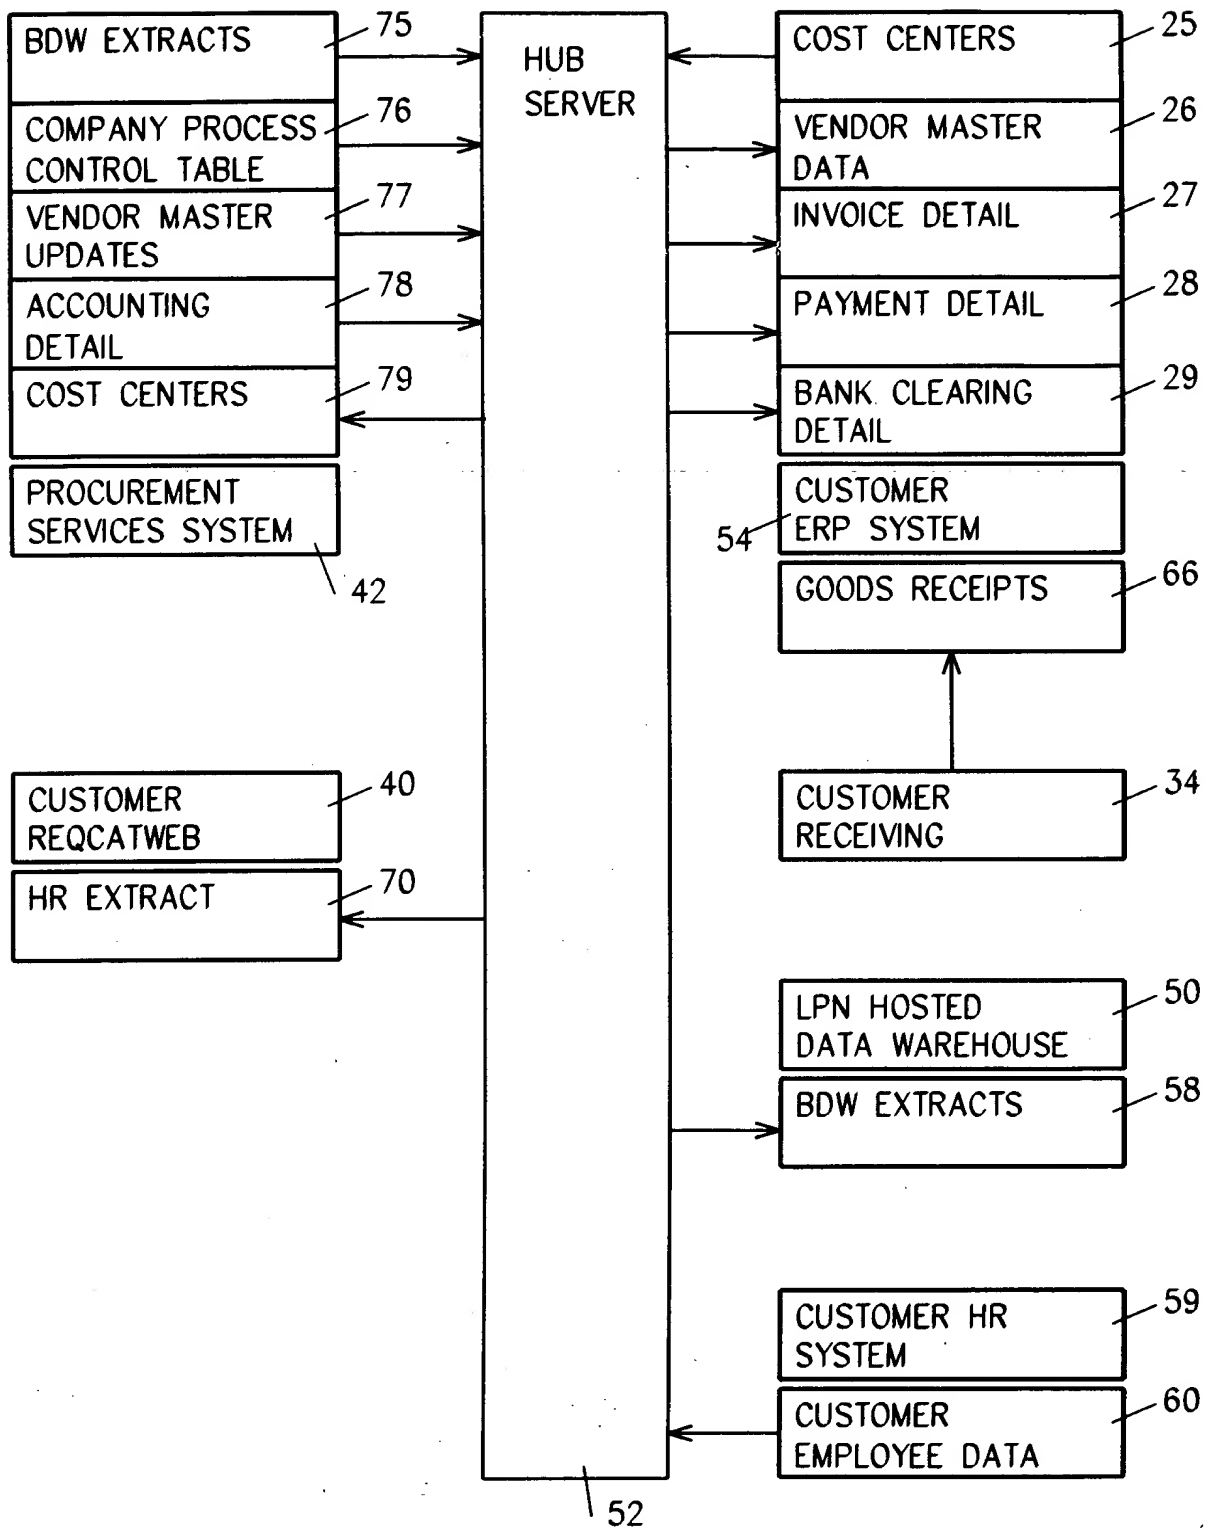 BDW EXTRACTS
75
COMPANY PROCESS
CONTROL TABLE
76
VENDOR MASTER
UPDATES
77
ACCOUNTING
DETAIL
78
COST CENTERS
79
PROCUREMENT
SERVICES SYSTEM
42
CUSTOMER
REQCATWEB
40
HR EXTRACT
70
HUB
SERVER
52
COST CENTERS
25
VENDOR MASTER
DATA
26
INVOICE DETAIL
27
PAYMENT DETAIL
28
BANK CLEARING
DETAIL
29
CUSTOMER
ERP SYSTEM
54
GOODS RECEIPTS
66
CUSTOMER
RECEIVING
34
LPN HOSTED
DATA WAREHOUSE
50
BDW EXTRACTS
58
CUSTOMER HR
SYSTEM
59
CUSTOMER
EMPLOYEE DATA
60